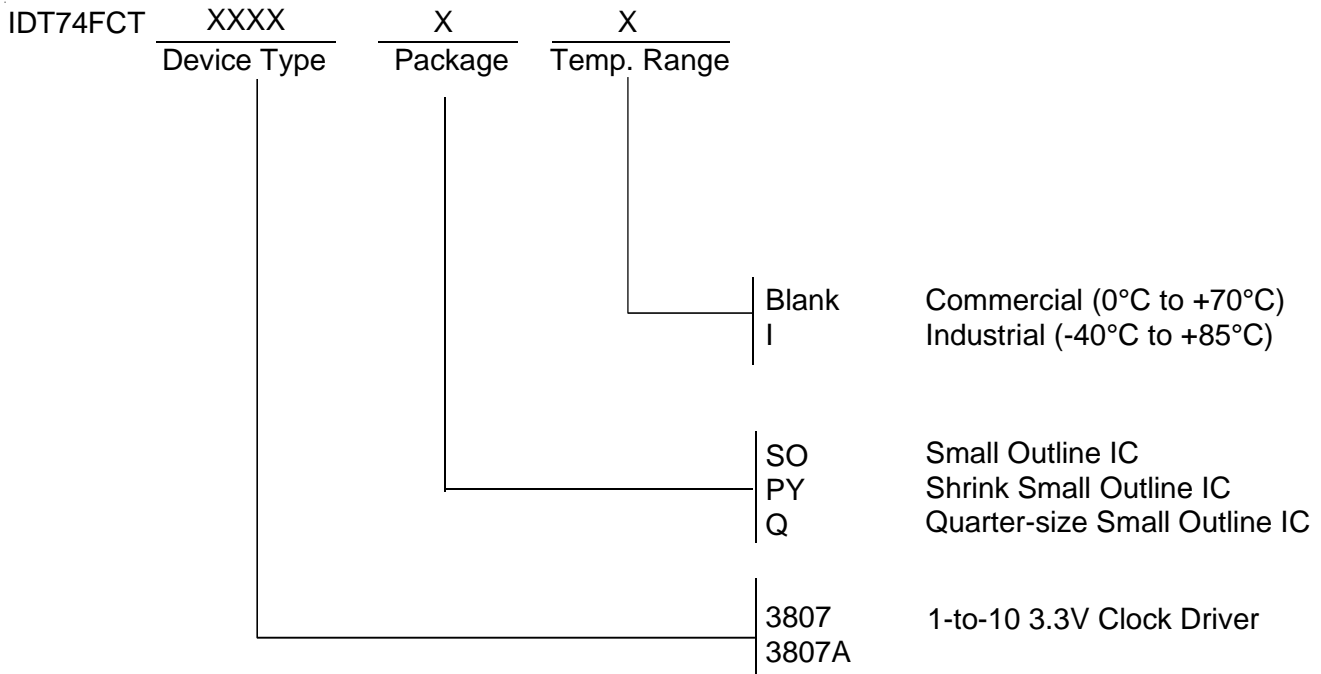 IDT74FCT XXXX X X
Device Type Package Temp. Range
Blank Commercial (0°C to +70°C)
I Industrial (-40°C to +85°C)
SO Small Outline IC
PY Shrink Small Outline IC
Q Quarter-size Small Outline IC
3807 1-to-10 3.3V Clock Driver
3807A